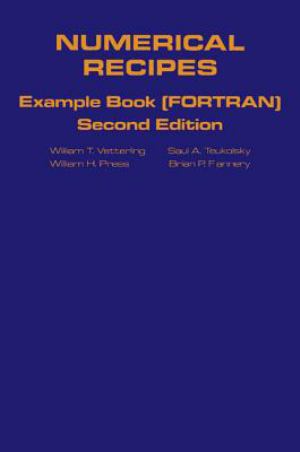 NUMERICAL
RECIPES
Example Book (FORTRAN)
Second Edition
William T. Vetterling Saul A. Teukolsky
William H. Press Brian P. Flannery